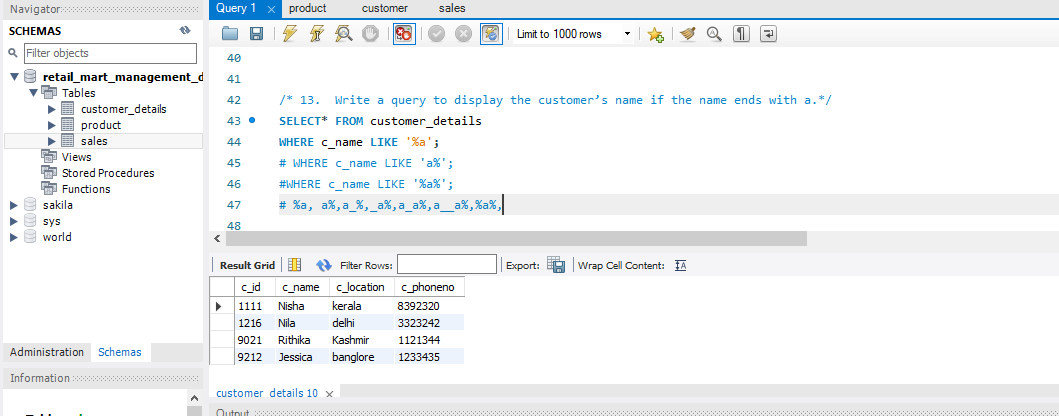 Navigator
Query 1 × product customer sales
SCHEMAS
Filter objects
Limit to 1000 rows
retail_mart_management_d
Tables
customer_details
product
sales
Views
Stored Procedures
Functions
sakila
sys
world
40
41
42 /* 13. Write a query to display the customer’s name if the name ends with a.*/
43 SELECT* FROM customer_details
44 WHERE c_name LIKE '%a';
45 # WHERE c_name LIKE 'a%';
46 #WHERE c_name LIKE '%a%';
47 # %a, a%,a_%,_a%,a_a%,a__a%,%a%,
48
Result Grid Filter Rows: Export: Wrap Cell Content: IA
c_id c_name c_location c_phoneno
1111 Nisha kerala 8392320
1216 Nila delhi 3323242
9021 Rithika Kashmir 1121344
9212 Jessica banglore 1233435
Administration Schemas
Information
customer_details 10 ×
Output